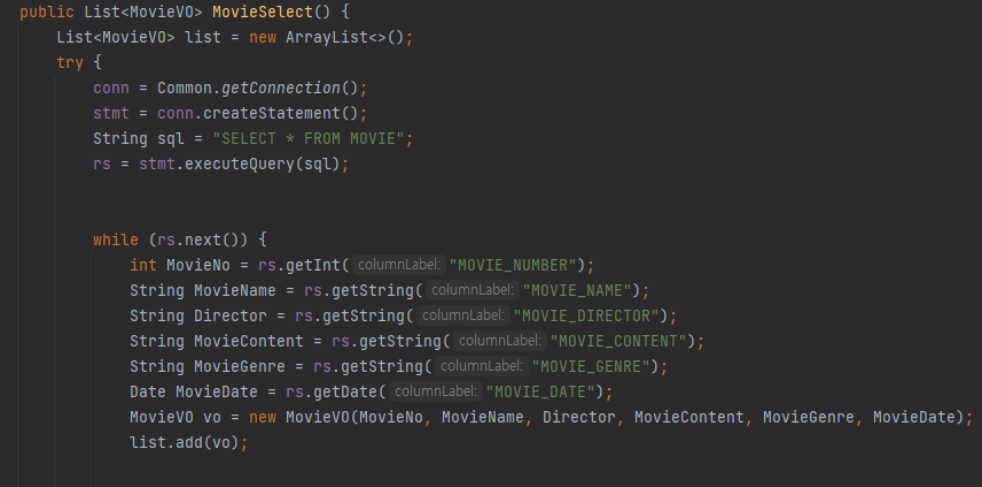 public List<MovieVO> MovieSelect() {
List<MovieVO> list = new ArrayList<>();
try {
conn = Common.getConnection();
stmt = conn.createStatement();
String sql = "SELECT * FROM MOVIE";
rs = stmt.executeQuery(sql);
while (rs.next()) {
int MovieNo = rs.getInt( columnLabel: "MOVIE_NUMBER");
String MovieName = rs.getString( columnLabel: "MOVIE_NAME");
String Director = rs.getString( columnLabel: "MOVIE_DIRECTOR");
String MovieContent = rs.getString( columnLabel: "MOVIE_CONTENT");
String MovieGenre = rs.getString( columnLabel: "MOVIE_GENRE");
Date MovieDate = rs.getDate( columnLabel: "MOVIE_DATE");
MovieVO vo = new MovieVO(MovieNo, MovieName, Director, MovieContent, MovieGenre, MovieDate);
list.add(vo);